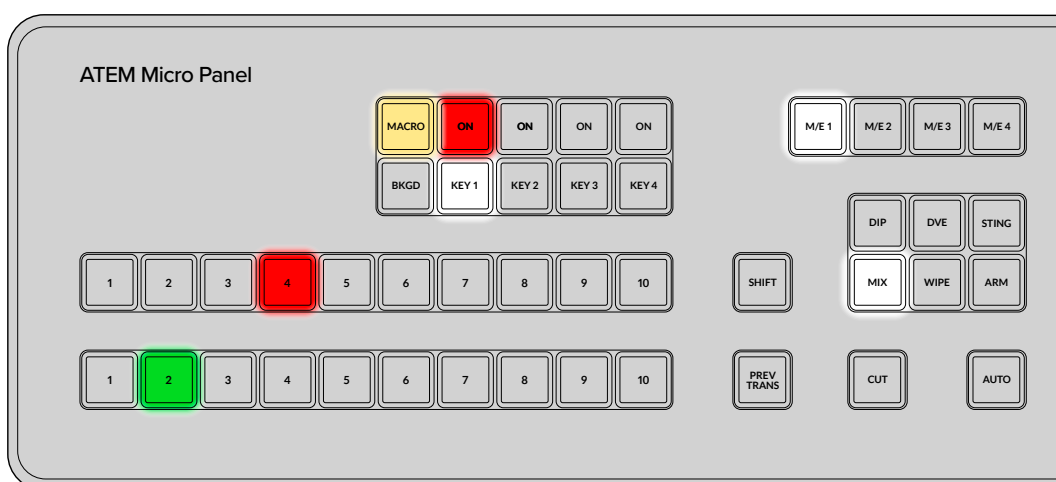 ATEM Micro Panel
MACRO ON ON ON ON
M/E 1 M/E 2 M/E 3 M/E 4
BKGD KEY 1 KEY 2 KEY 3 KEY 4
DIP DVE STING
1 2 3 4 5 6 7 8 9 10
SHIFT
MIX WIPE ARM
1 2 3 4 5 6 7 8 9 10
PREV
TRANS
CUT
AUTO